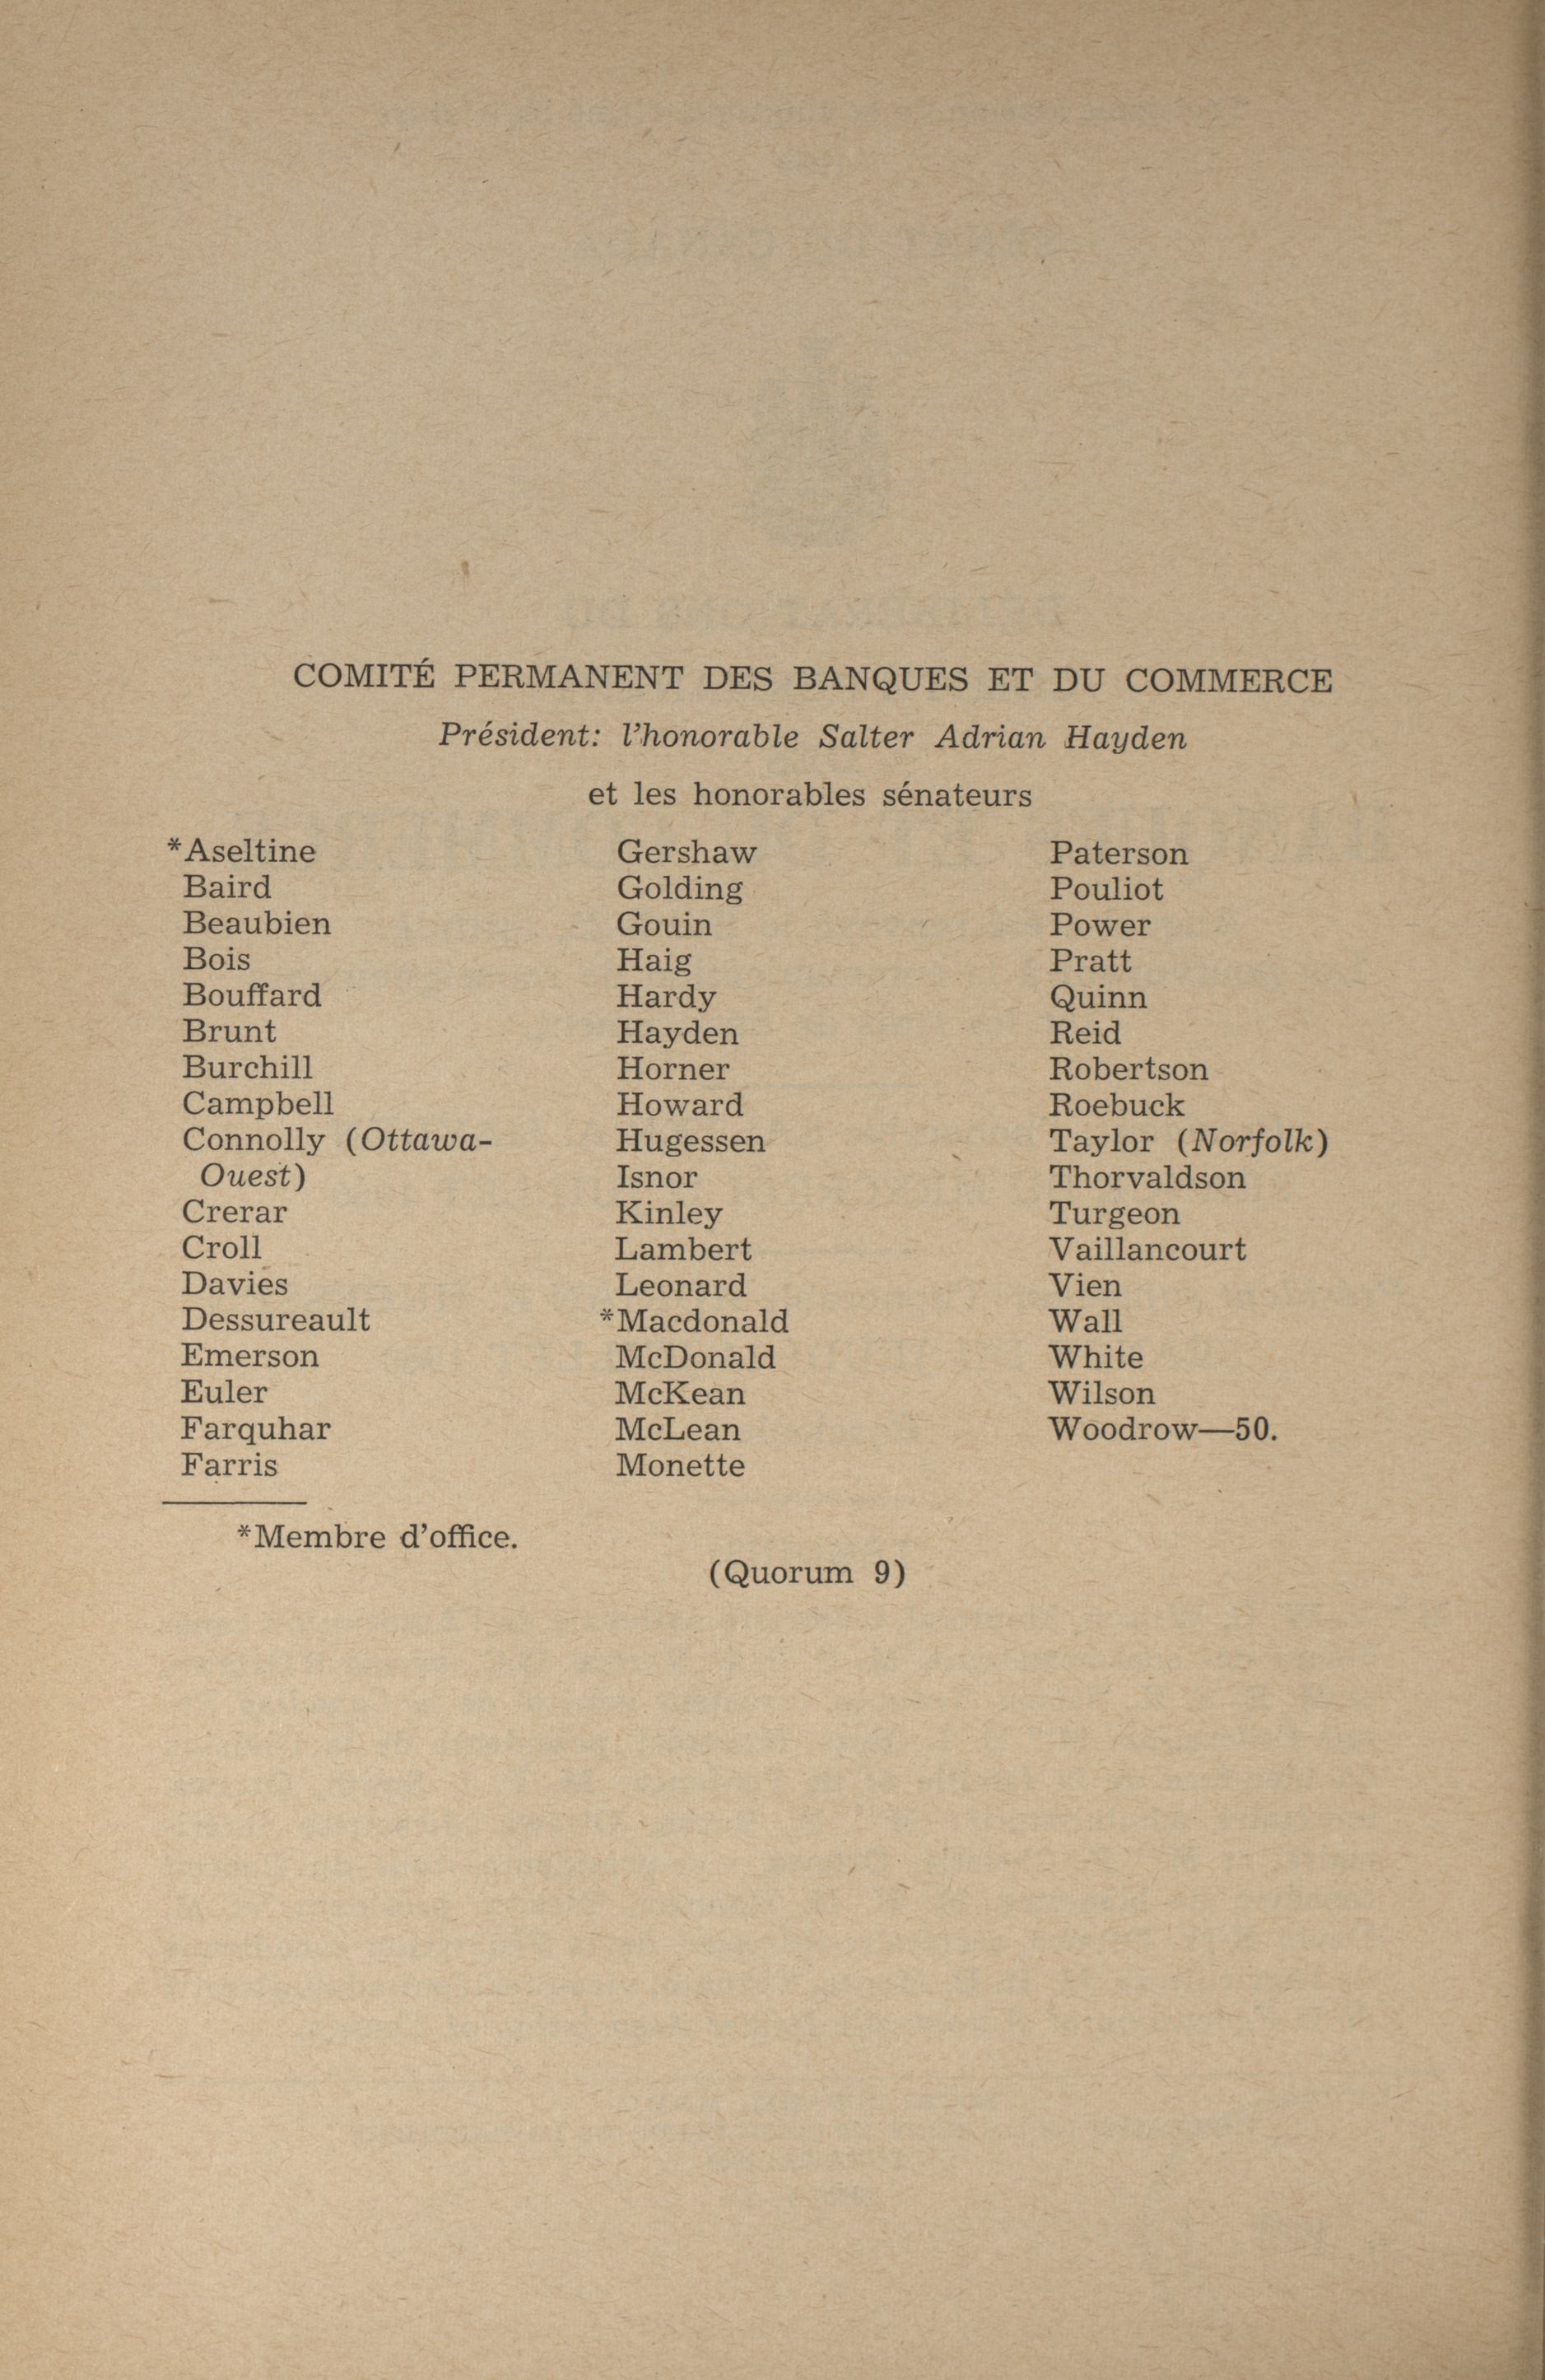 COMITÉ PERMANENT DES BANQUES ET DU COMMERCE
Président: l'honorable Salter Adrian Hayden
et les honorables sénateurs
*Aseltine
Baird
Beaubien
Bois
Bouffard
Brunt
Burchill
Campbell
Connolly (Ottawa-
Ouest)
Crerar
Croll
Davies
Dessureault
Emerson
Euler
Farquhar
Farris
Gershaw
Golding
Gouin
Haig
Hardy
Hayden
Horner
Howard
Hugessen
Isnor
Kinley
Lambert
Leonard
*Macdonald
McDonald
McKean
McLean
Monette
Paterson
Pouliot
Power
Pratt
Quinn
Reid
Robertson
Roebuck
Taylor (Norfolk)
Thorvaldson
Turgeon
Vaillancourt
Vien
Wall
White
Wilson
Woodrow—50.
*Membre d'office.
(Quorum 9)